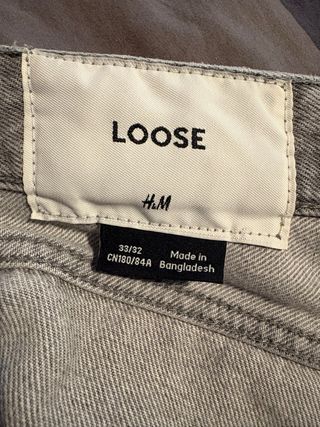 LOOSE
H&M
33/32
CN180/84A
Made in
Bangladesh